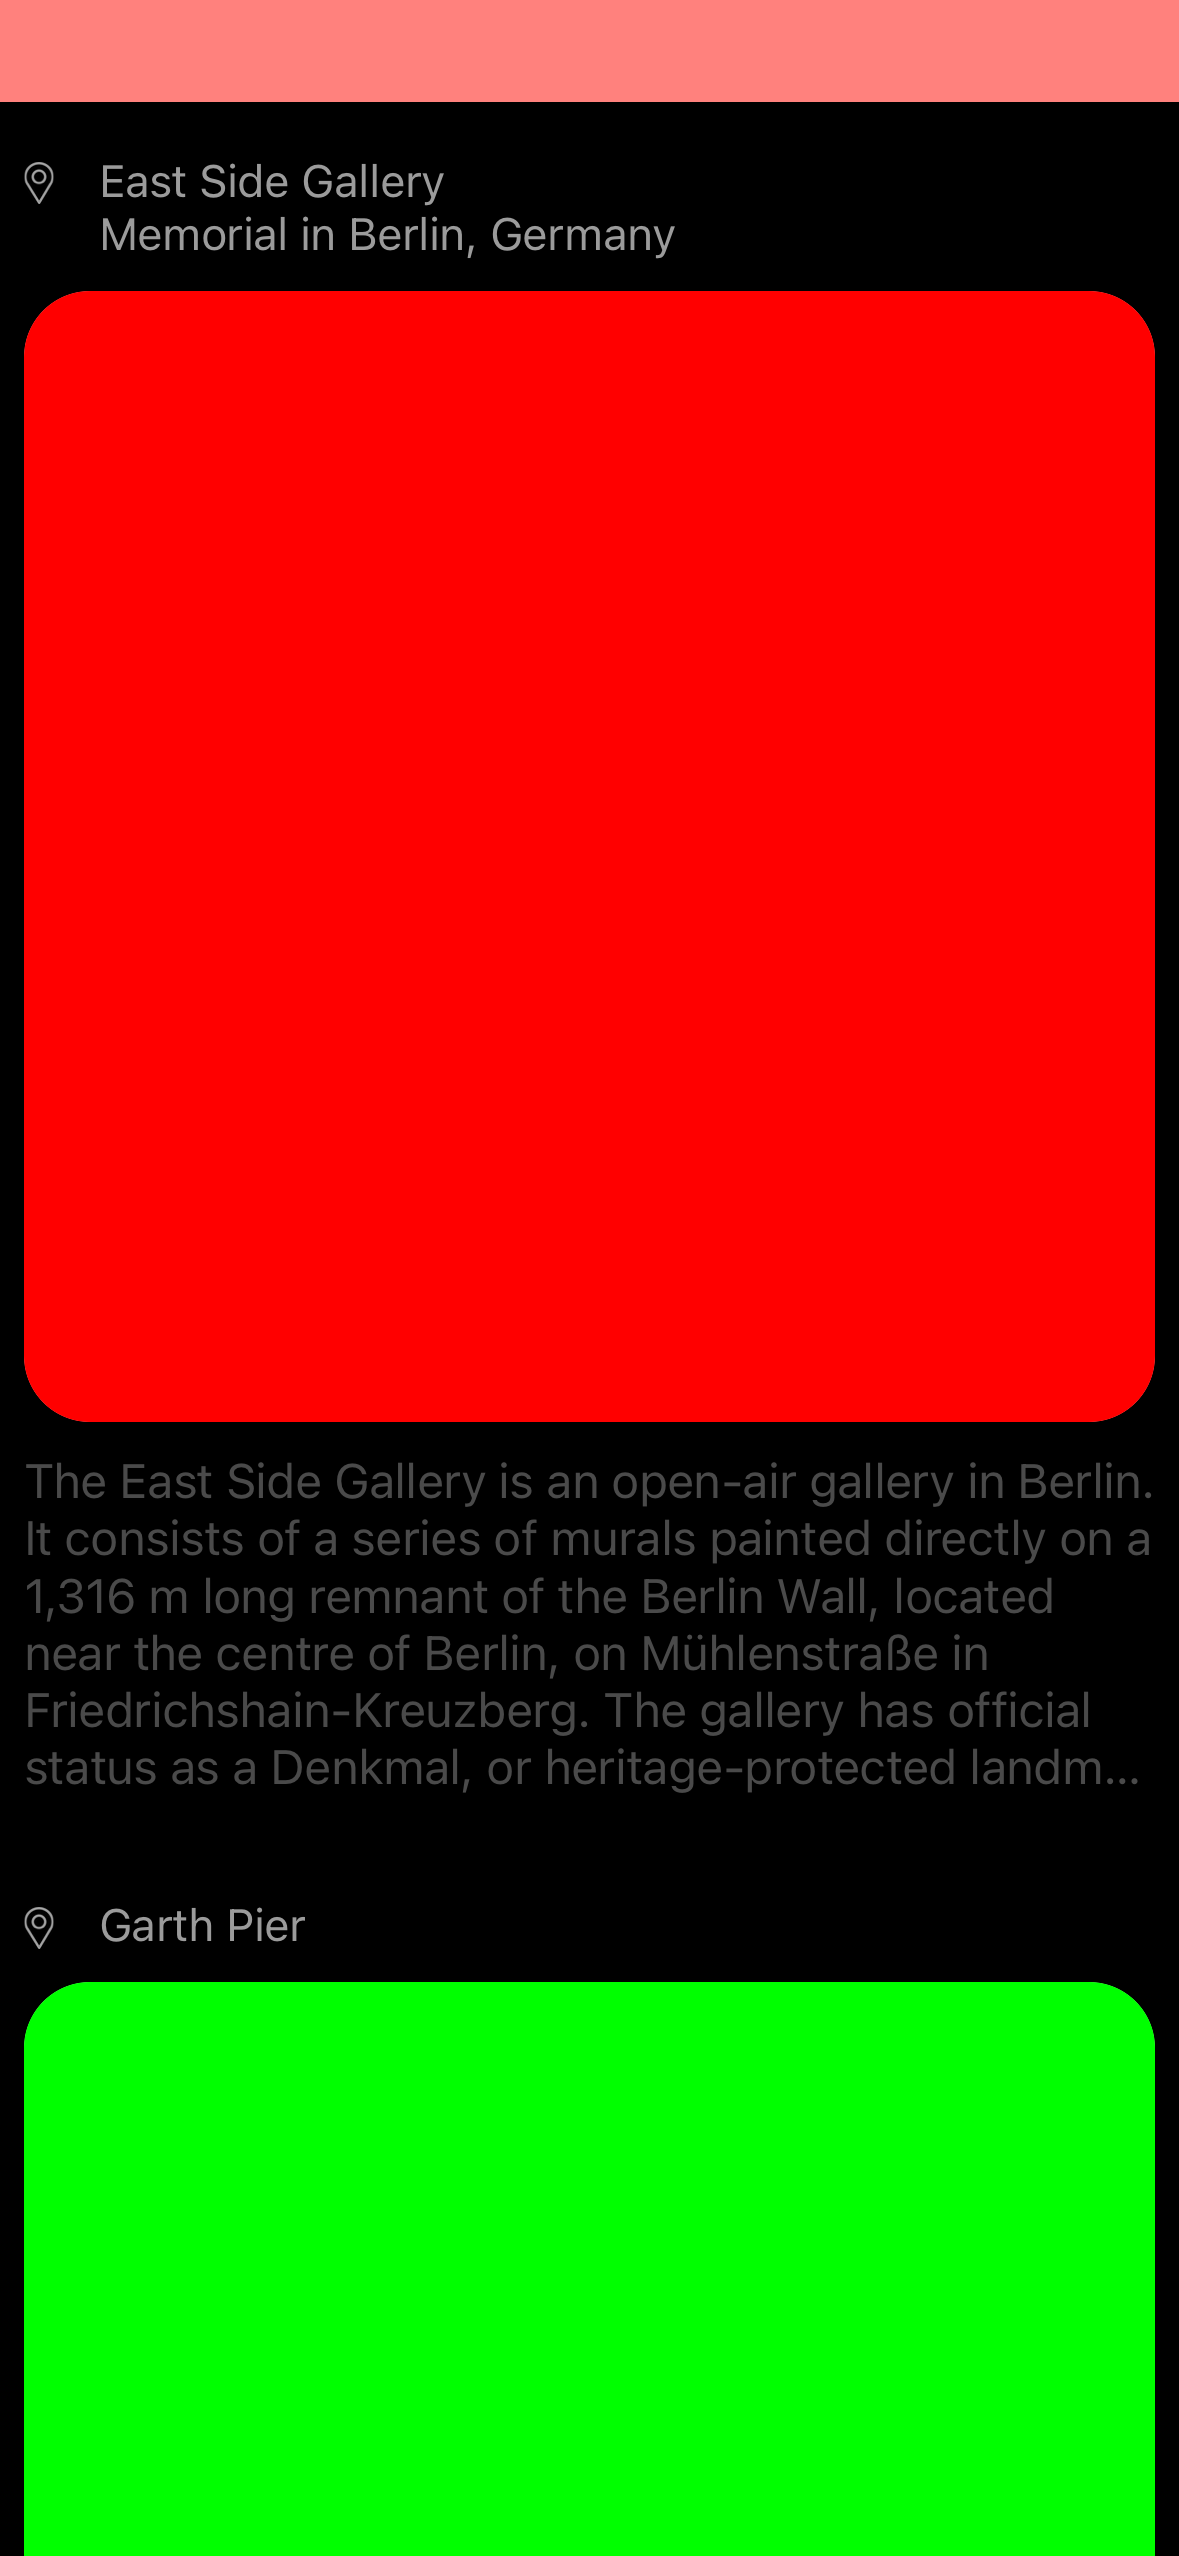 East Side Gallery
Memorial in Berlin, Germany
The East Side Gallery is an open-air gallery in Berlin.
It consists of a series of murals painted directly on a
1,316 m long remnant of the Berlin Wall, located
near the centre of Berlin, on Mühlenstraße in
Friedrichshain-Kreuzberg. The gallery has official
status as a Denkmal, or heritage-protected landm...
Garth Pier